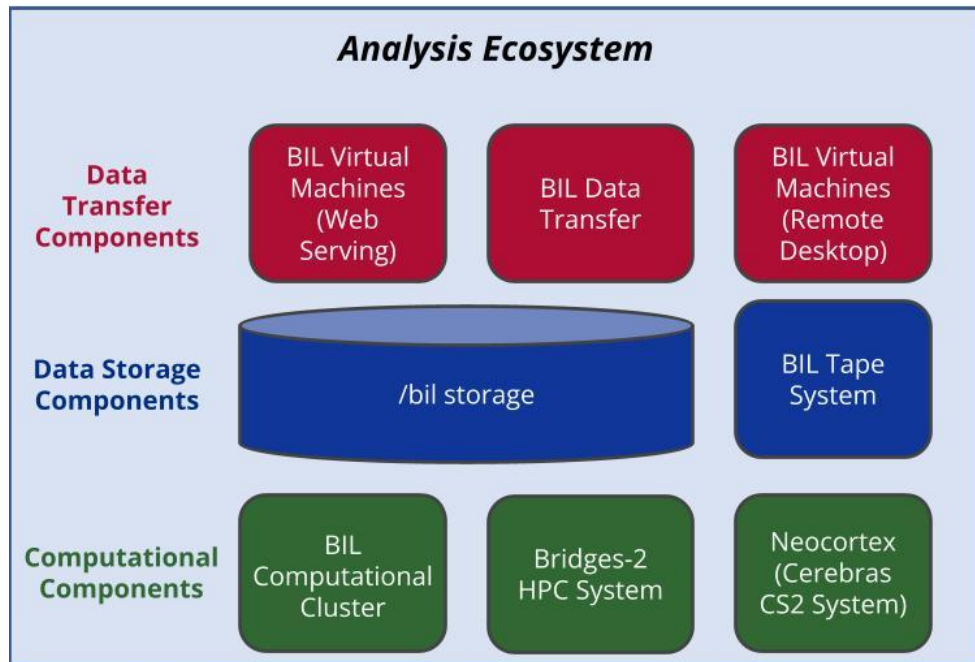 Analysis Ecosystem
Data
Transfer
Components
BIL Virtual
Machines
(Web
Serving)
BIL Data
Transfer
BIL Virtual
Machines
(Remote
Desktop)
Data Storage
Components
/bil storage
BIL Tape
System
Computational
Components
BIL
Computational
Cluster
Bridges-2
HPC System
Neocortex
(Cerebras
CS2 System)